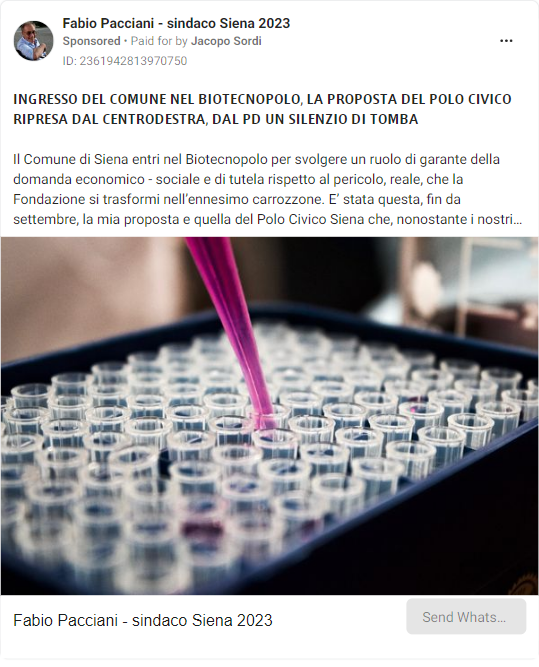 Fabio Pacciani - sindaco Siena 2023
Sponsored • Paid for by Jacopo Sordi
ID: 2361942813970750
INGRESSO DEL COMUNE NEL BIOTECNOPOLO, LA PROPOSTA DEL POLO CIVICO
RIPRESA DAL CENTRODESTRA, DAL PD UN SILENZIO DI TOMBA
Il Comune di Siena entri nel Biotecnopolo per svolgere un ruolo di garante della
domanda economico - sociale e di tutela rispetto al pericolo, reale, che la
Fondazione si trasformi nell'ennesimo carrozzone. E' stata questa, fin da
settembre, la mia proposta e quella del Polo Civico Siena che, nonostante i nostri...
Fabio Pacciani - sindaco Siena 2023
Send Whats...